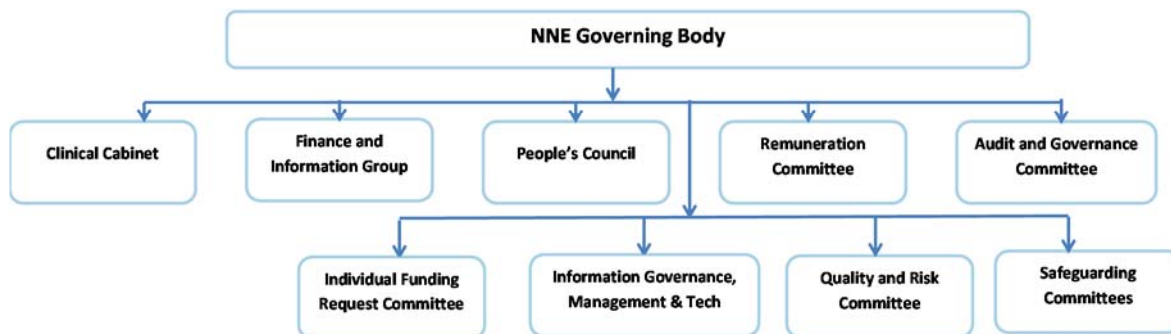 NNE Governing Body
Clinical Cabinet
Finance and
Information Group
People's Council
Remuneration
Committee
Audit and Governance
Committee
Individual Funding
Request Committee
Information Governance,
Management & Tech
Quality and Risk
Committee
Safeguarding
Committees